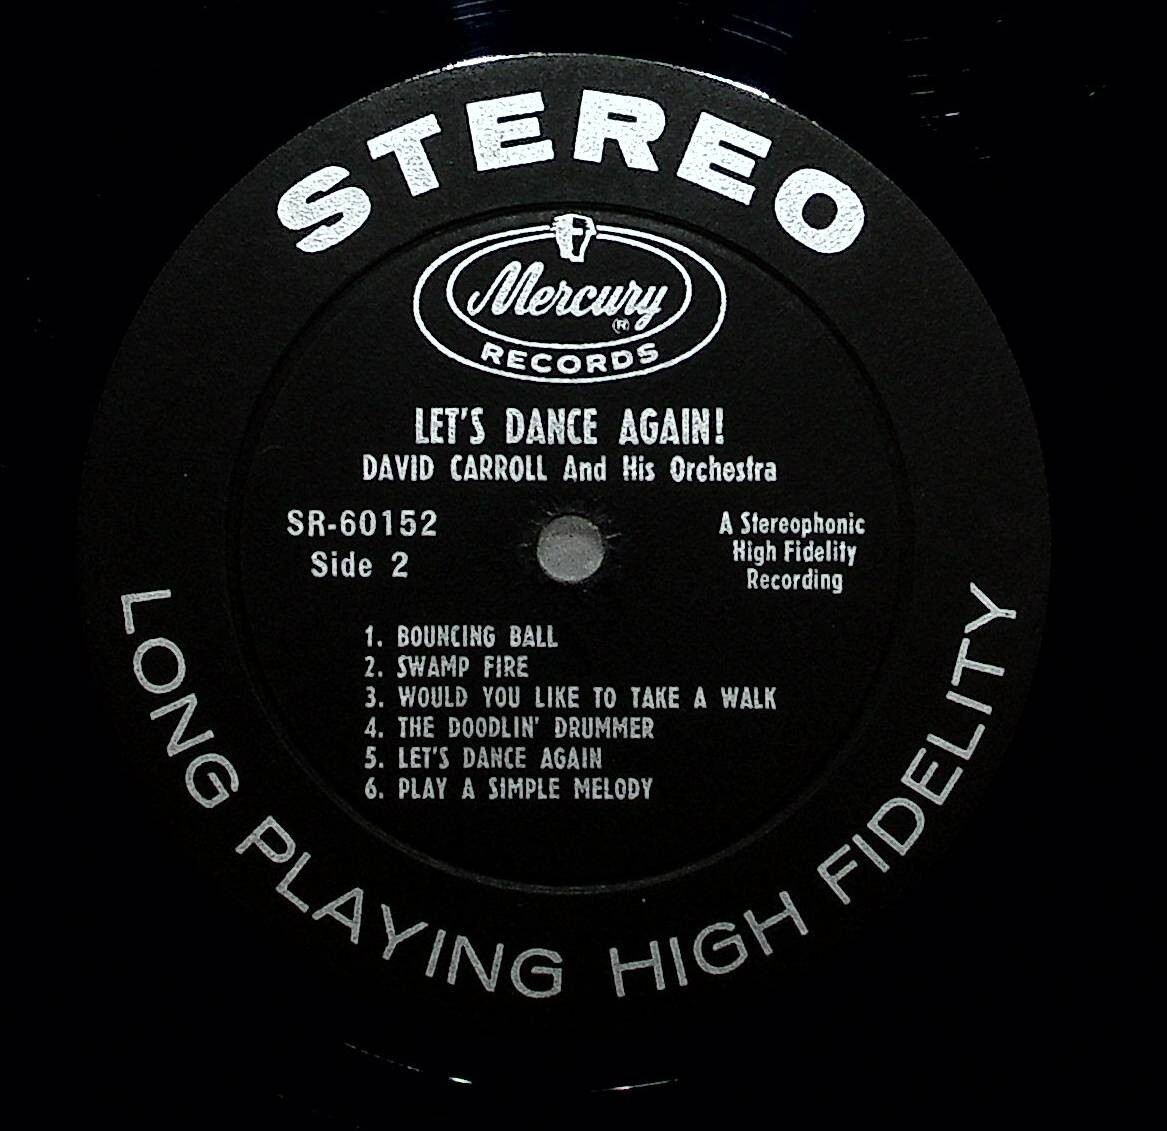 STEREO
Mercury
(R)
RECORDS
LET'S DANCE AGAIN!
DAVID CARROLL And His Orchestra
SR-60152
Side 2
A Stereophonic
High Fidelity
Recording
1. BOUNCING BALL
2. SWAMP FIRE
3. WOULD YOU LIKE TO TAKE A WALK
4. THE DOODLIN' DRUMMER
5. LET'S DANCE AGAIN
6. PLAY A SIMPLE MELODY
LONG PLAYING HIGH FIDELITY